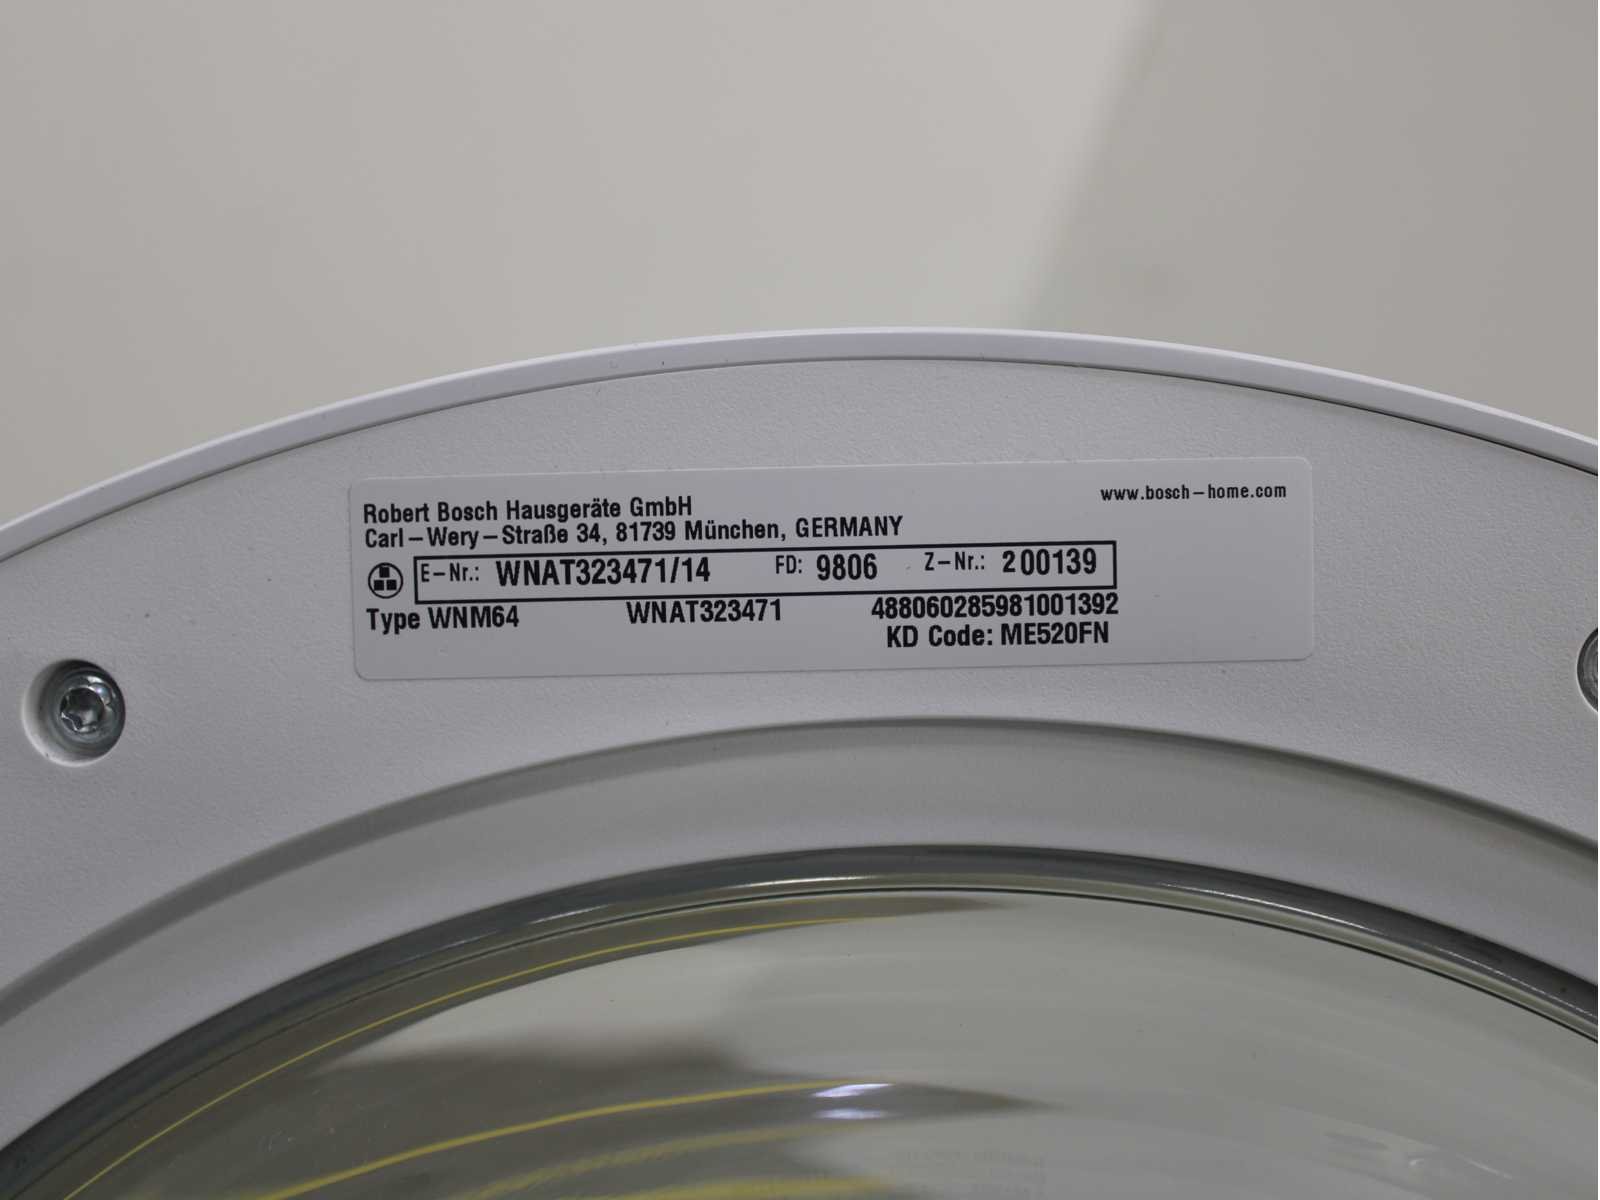 Robert Bosch Hausgeräte GmbH
www.bosch-home.com
Carl-Wery-Straße 34, 81739 München, GERMANY
E-Nr.: WNAT323471/14 FD: 9806 Z-Nr.: 200139
Type WNM64 WNAT323471 488060285981001392
KD Code: ME520FN